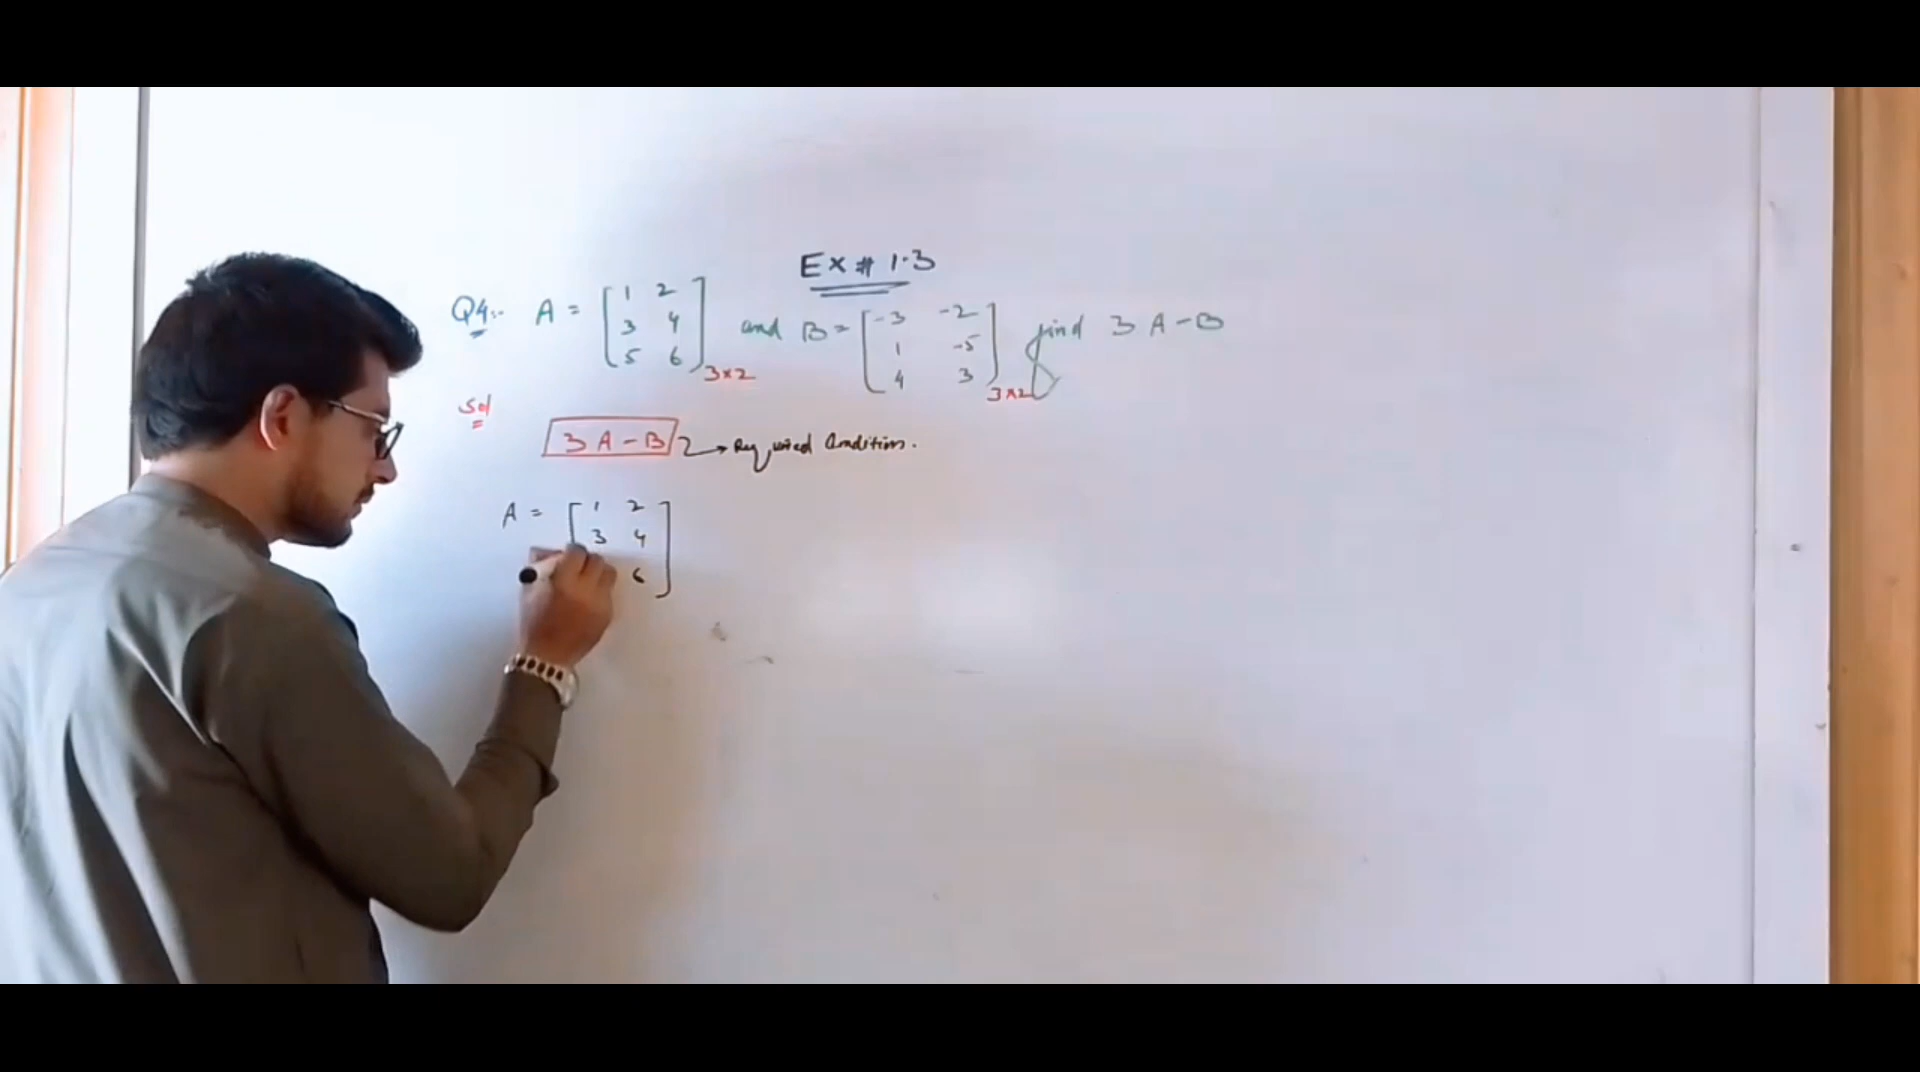 Ex # 1.3
Q4:- A = [1 2 and B = [-3 -2 find 3A-B
3 4 1 -5
5 6]3×2 4 3]3×2
Sol
3A-B → Required Condition.
A = [1 2
3 4
6]